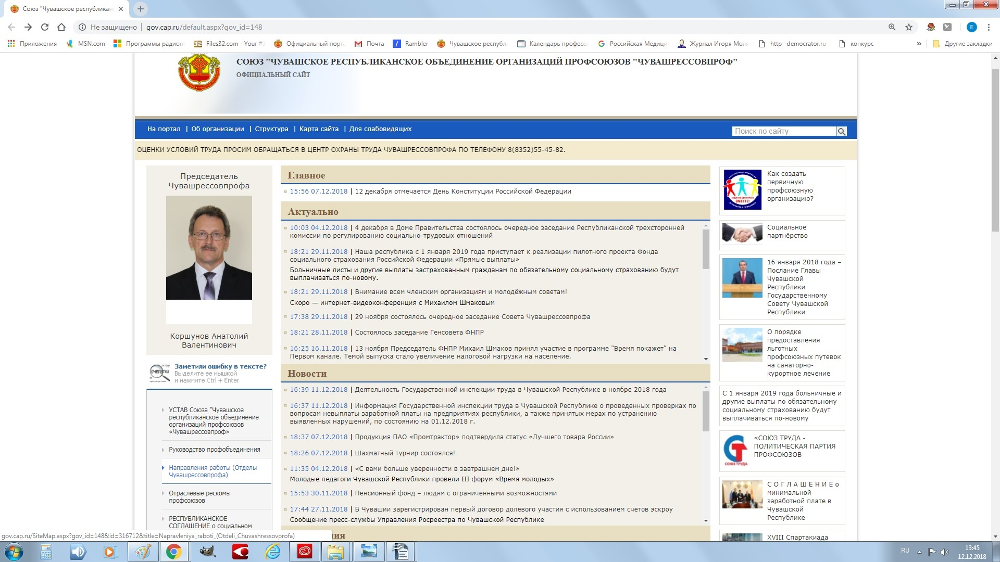 Союз "Чувашское республикан
Не защищено
gov.cap.ru/default.aspx?gov_id=148
E
Приложения
MSN.com
Программы радиопе
Files32.com - Your #1
Официальный порта
Почта
Rambler
Чувашское республ
Календарь професс
Российская Медицин
Журнал Игоря Моля
http--democrator.ru-
конкурс
Другие закладки
СОЮЗ "ЧУВАШСКОЕ РЕСПУБЛИКАНСКОЕ ОБЪЕДИНЕНИЕ ОРГАНИЗАЦИЙ ПРОФСОЮЗОВ "ЧУВАШРЕССОВПРОФ"
ОФИЦИАЛЬНЫЙ САЙТ
На портал | Об организации | Структура | Карта сайта | Для слабовидящих
Поиск по сайту
ОЦЕНКИ УСЛОВИЙ ТРУДА ПРОСИМ ОБРАЩАТЬСЯ В ЦЕНТР ОХРАНЫ ТРУДА ЧУВАШРЕССОВПРОФА ПО ТЕЛЕФОНУ 8(8352)55-45-82.
Председатель
Чувашрессовпрофа
Коршунов Анатолий
Валентинович
очепятка
Заметили ошибку в тексте?
Выделите ее мышкой
и нажмите Ctrl + Enter
УСТАВ Союза "Чувашское
республиканское объединение
организаций профсоюзов
«Чувашрессовпроф»
Руководство профобъединения
Направления работы (Отделы
Чувашрессовпрофа)
Отраслевые рескомы
профсоюзов
РЕСПУБЛИКАНСКОЕ
СОГЛАШЕНИЕ о социальном
Главное
15:56 07.12.2018 | 12 декабря отмечается День Конституции Российской Федерации
Актуально
10:03 04.12.2018 | 4 декабря в Доме Правительства состоялось очередное заседание Республиканской трехсторонней
комиссии по регулированию социально-трудовых отношений
18:21 29.11.2018 | Наша республика с 1 января 2019 года приступает к реализации пилотного проекта Фонда
социального страхования Российской Федерации «Прямые выплаты»
Больничные листы и другие выплаты застрахованным гражданам по обязательному социальному страхованию будут
выплачиваться по-новому.
18:21 29.11.2018 | Внимание всем членским организациям и молодёжным советам!
Скоро — интернет-видеоконференция с Михаилом Шмаковым
17:38 29.11.2018 | 29 ноября состоялось очередное заседание Совета Чувашрессовпрофа
18:21 28.11.2018 | Состоялось заседание Генсовета ФНПР
16:25 16.11.2018 | 13 ноября Председатель ФНПР Михаил Шмаков принял участие в программе "Время покажет" на
Первом канале. Темой выпуска стало увеличение налоговой нагрузки на население.
Новости
16:39 11.12.2018 | Деятельность Государственной инспекции труда в Чувашской Республике в ноябре 2018 года
16:37 11.12.2018 | Информация Государственной инспекции труда в Чувашской Республике о проведенных проверках по
вопросам невыплаты заработной платы на предприятиях республики, а также принятых мерах по устранению
выявленных нарушений, по состоянию на 01.12.2018 г.
18:37 07.12.2018 | Продукция ПАО «Промтрактор» подтвердила статус «Лучшего товара России»
18:26 07.12.2018 | Шахматный турнир состоялся!
11:35 04.12.2018 | «С вами больше уверенности в завтрашнем дне!»
Молодые педагоги Чувашской Республики провели III форум «Время молодых»
15:53 30.11.2018 | Пенсионный фонд – людям с ограниченными возможностями
17:44 27.11.2018 | В Чувашии зарегистрирован первый договор долевого участия с использованием счетов эскроу
Сообщение пресс-службы Управления Росреестра по Чувашской Республике
ия
ВМЕСТЕ!
Как создать
первичную
профсоюзную
организацию?
Социальное
партнёрство
16 января 2018 года –
Послание Главы
Чувашской
Республики
Государственному
Совету Чувашской
Республики
О порядке
предоставления
льготных
профсоюзных путевок
на санаторно-
курортное лечение
С 1 января 2019 года больничные и
другие выплаты по обязательному
социальному страхованию будут
выплачиваться по-новому
СОЮЗ ТРУДА
«СОЮЗ ТРУДА -
ПОЛИТИЧЕСКАЯ ПАРТИЯ
ПРОФСОЮЗОВ
С О Г Л А Ш Е Н И Е о
минимальной
заработной плате в
Чувашской
Республике
XVIII Спартакиада
gov.cap.ru/SiteMap.aspx?gov_id=148&id=316712&title=Napravleniya_raboti_(Otdeli_Chuvashressovprofa)
RU
13:45
12.12.2018